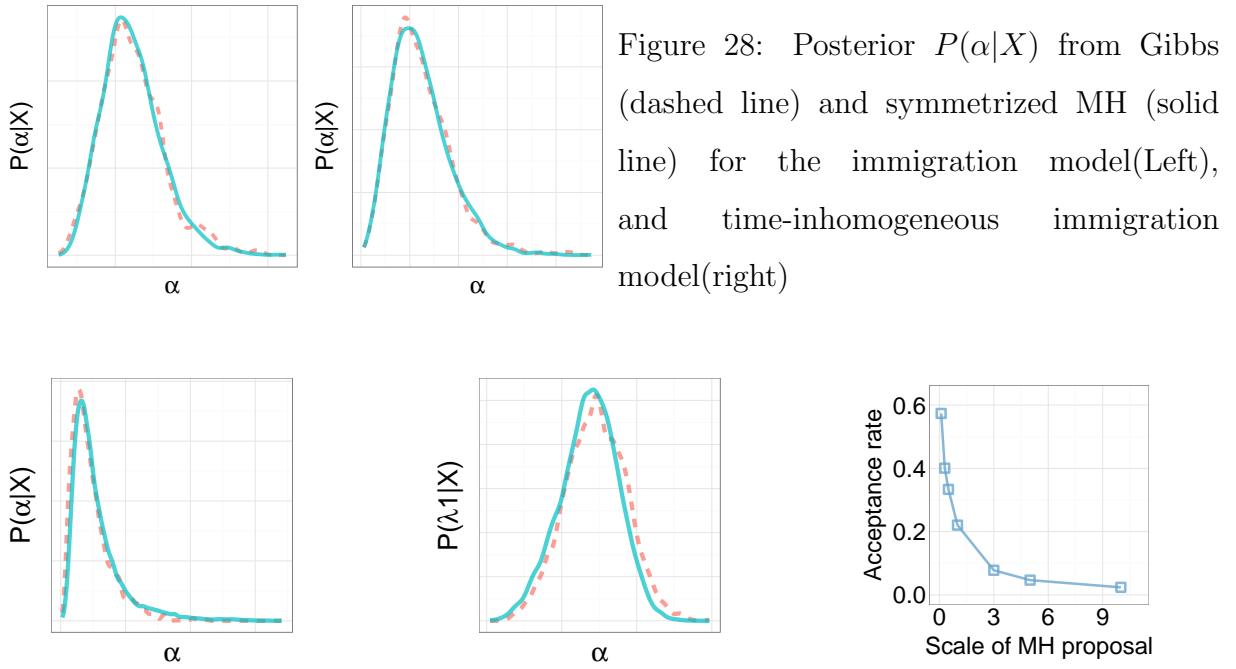 P(α|X)
α
P(α|X)
α
Figure 28: Posterior P(α|X) from Gibbs
(dashed line) and symmetrized MH (solid
line) for the immigration model(Left),
and time-inhomogeneous immigration
model(right)
P(α|X)
α
P(λ1|X)
α
Acceptance rate
0.6
0.4
0.2
0.0
0 3 6 9
Scale of MH proposal